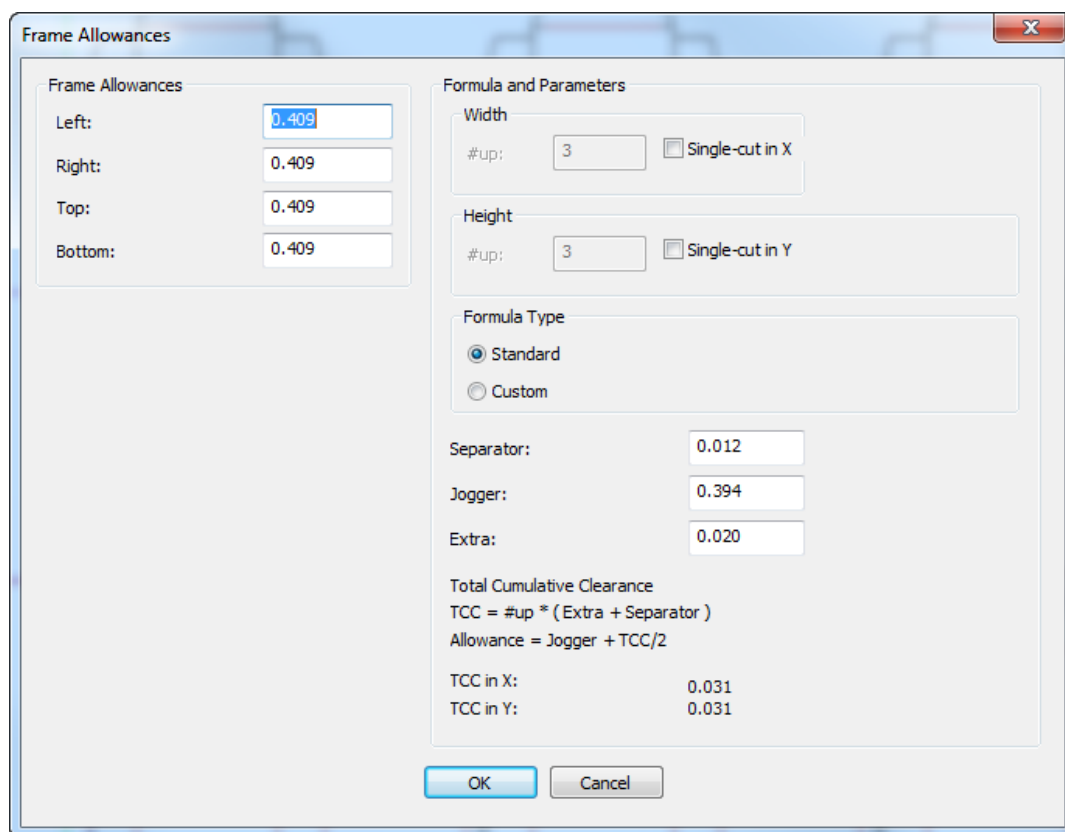 Frame Allowances
X
Frame Allowances
Left: 0.409
Right: 0.409
Top: 0.409
Bottom: 0.409
Formula and Parameters
Width
#up: 3 Single-cut in X
Height
#up: 3 Single-cut in Y
Formula Type
Standard
Custom
Separator: 0.012
Jogger: 0.394
Extra: 0.020
Total Cumulative Clearance
TCC = #up * ( Extra + Separator )
Allowance = Jogger + TCC/2
TCC in X: 0.031
TCC in Y: 0.031
OK Cancel